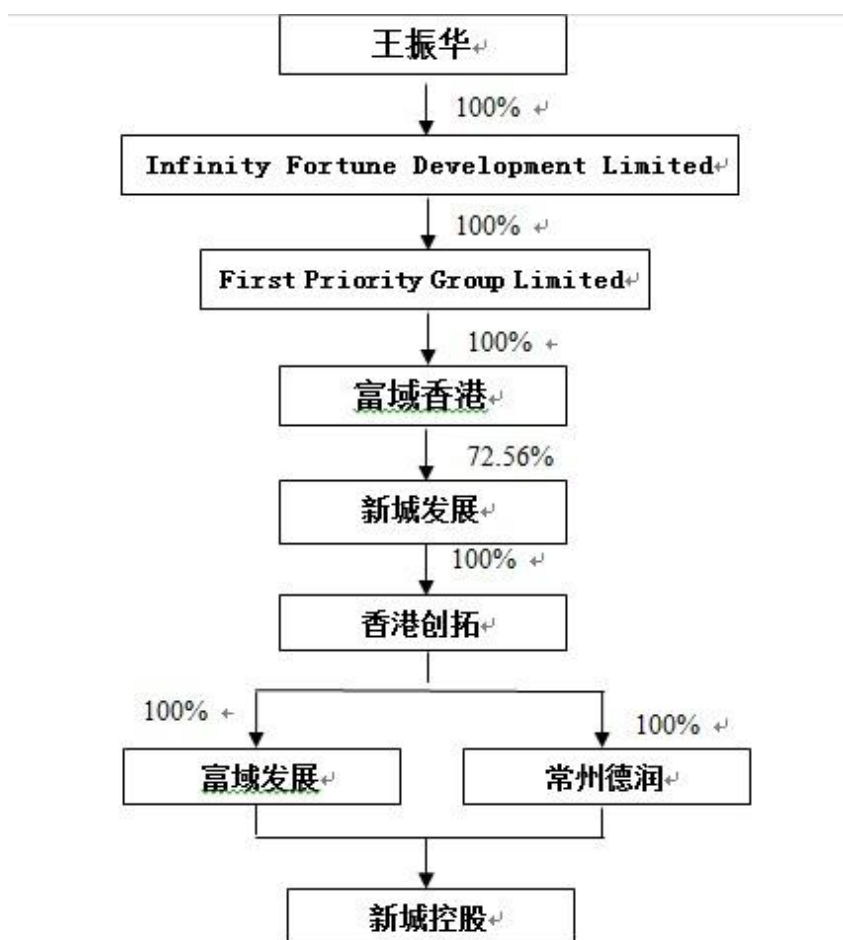 王振华
100%
Infinity Fortune Development Limited
100%
First Priority Group Limited
100%
富域香港
72.56%
新城发展
100%
香港创拓
100%
100%
富域发展
常州德润
新城控股